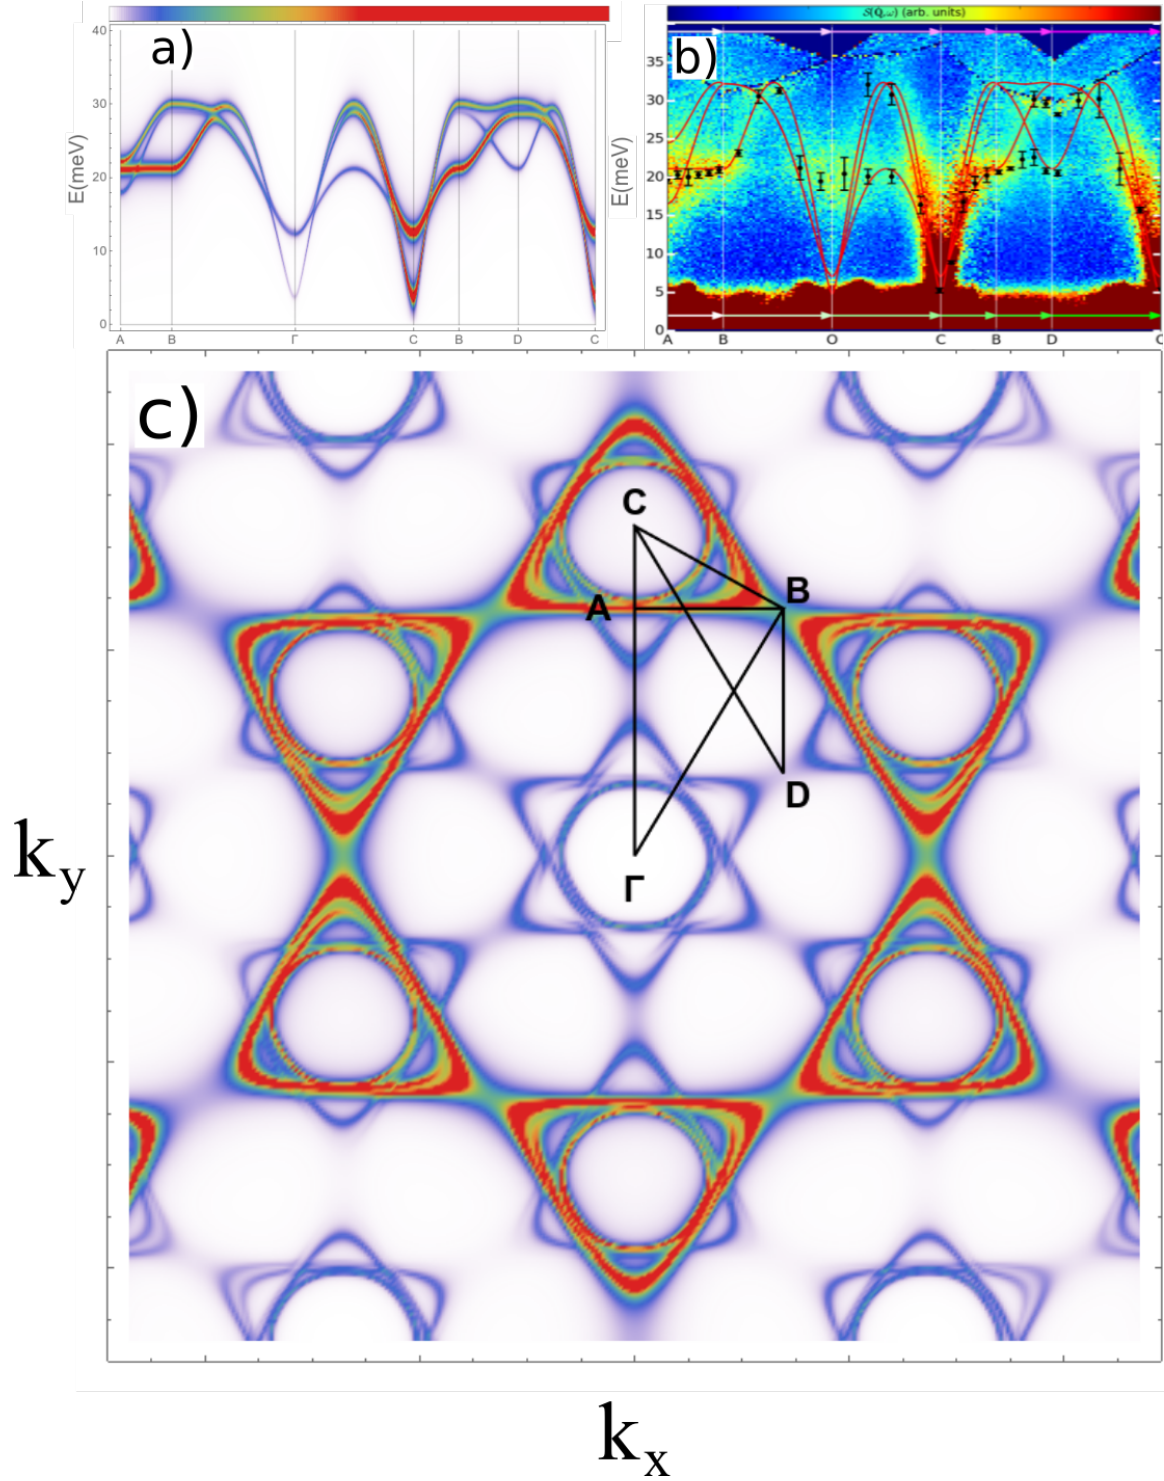 a)
E(meV)
40
30
20
10
0
A B Γ C B D C
S(Q,ω) (arb. units)
b)
E(meV)
35
30
25
20
15
10
5
0
A B O C B D C
c)
C
A
B
D
Γ
k_y
k_x